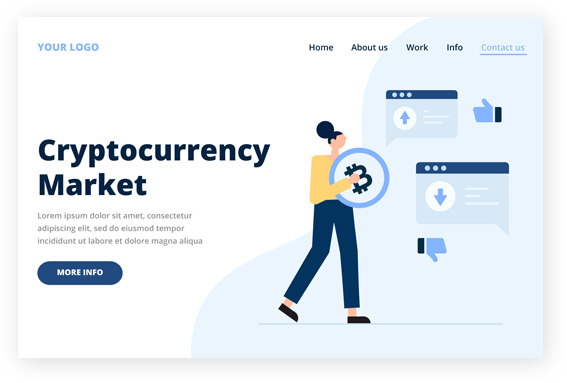 YOUR LOGO
Home About us Work Info Contact us
Cryptocurrency
Market
Lorem ipsum dolor sit amet, consectetur
adipiscing elit, sed do eiusmod tempor
incididunt ut labore et dolore magna aliqua
MORE INFO